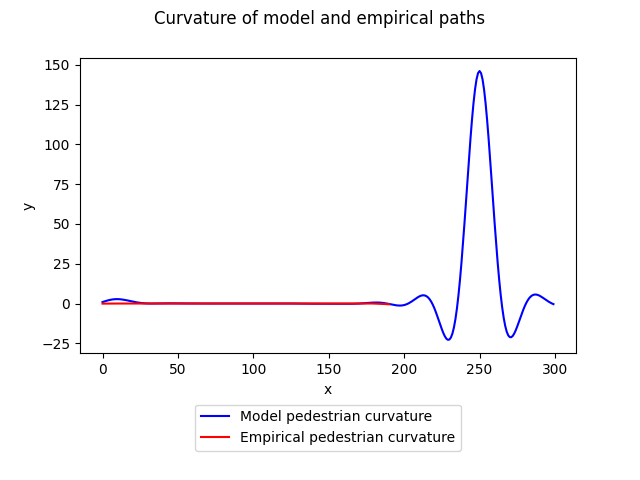 Curvature of model and empirical paths
150
125
100
75
50
25
0
−25
y
0 50 100 150 200 250 300
x
Model pedestrian curvature
Empirical pedestrian curvature